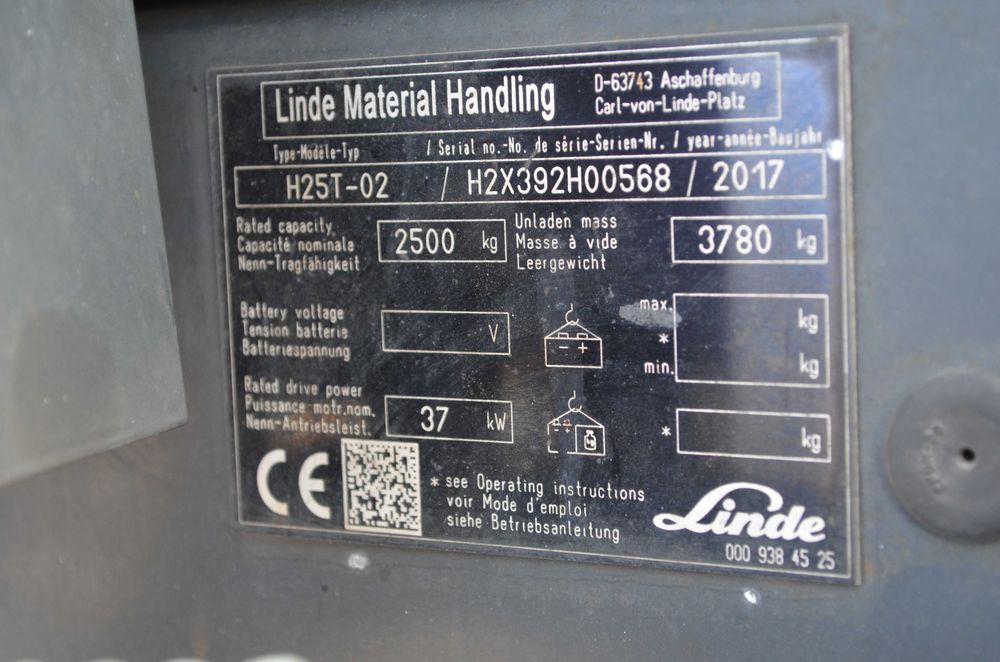 Linde Material Handling
D-63743 Aschaffenburg
Carl-von-Linde-Platz
Type-Modèle-Typ / Serial no.-No. de série-Serien-Nr. / year-année-Baujahr
H25T-02 / H2X392H00568 / 2017
Rated capacity
Capacité nominale
Nenn-Tragfähigkeit
2500 kg
Unladen mass
Masse à vide
Leergewicht
3780 kg
Battery voltage
Tension batterie
Batteriespannung
V
- +
max.
*
min.
kg
kg
Rated drive power
Puissance motr.nom.
Nenn-Antriebsleist.
37 kW
- +
* kg
CE
* see Operating instructions
voir Mode d'emploi
siehe Betriebsanleitung
Linde
000 938 45 25